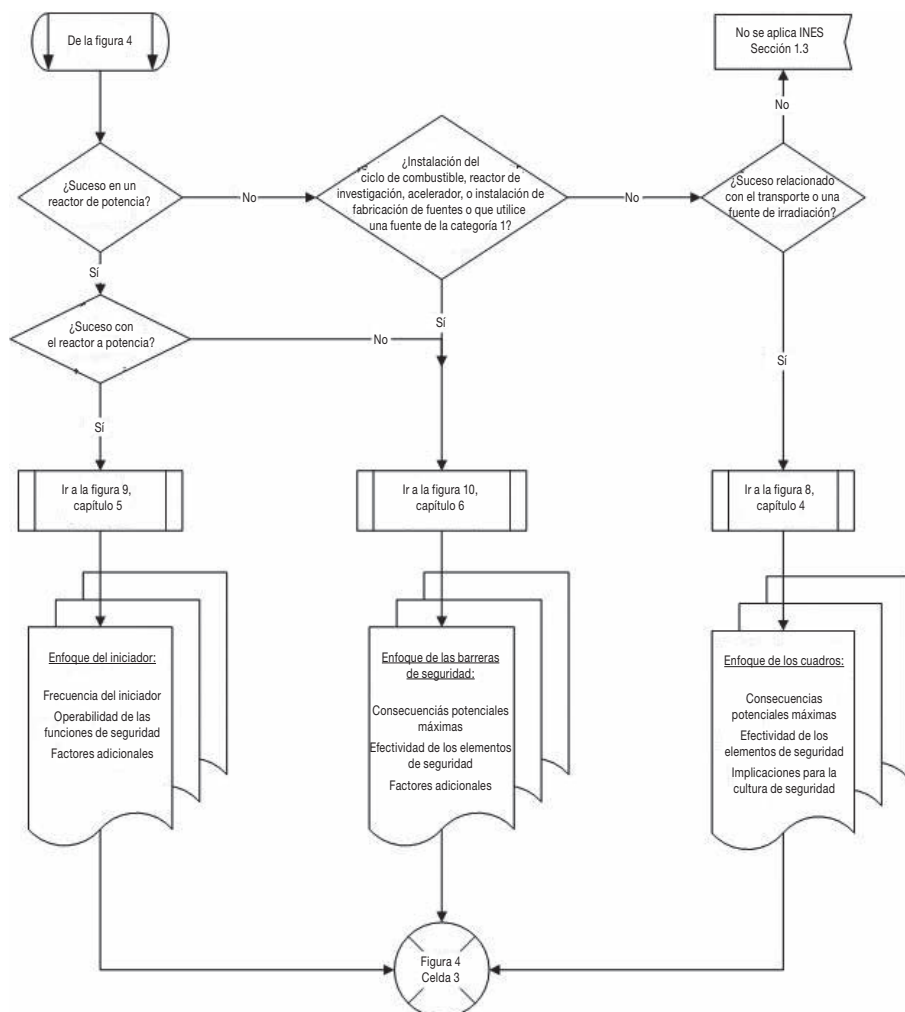 De la figura 4
No se aplica INES
Sección 1.3
No
¿Suceso en un
reactor de potencia?
No
¿Instalación del
ciclo de combustible, reactor de
investigación, acelerador, o instalación de
fabricación de fuentes o que utilice
una fuente de la categoría 1?
No
¿Suceso relacionado
con el transporte o una
fuente de irradiación?
Sí
¿Suceso con
el reactor a potencia?
No
Sí
Sí
Sí
Ir a la figura 9,
capítulo 5
Ir a la figura 10,
capítulo 6
Ir a la figura 8,
capítulo 4
Enfoque del iniciador:
Frecuencia del iniciador
Operabilidad de las
funciones de seguridad
Factores adicionales
Enfoque de las barreras
de seguridad:
Consecuenciás potenciales
máximas
Efectividad de los elementos
de seguridad
Factores adicionales
Enfoque de los cuadros:
Consecuencias
potenciales máximas
Efectividad de los
elementos de seguridad
Implicaciones para la
cultura de seguridad
Figura 4
Celda 3